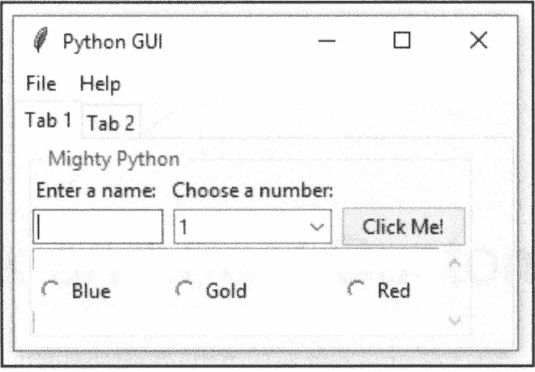 Python GUI
File Help
Tab 1 Tab 2
Mighty Python
Enter a name: Choose a number:
1 Click Me!
Blue Gold Red